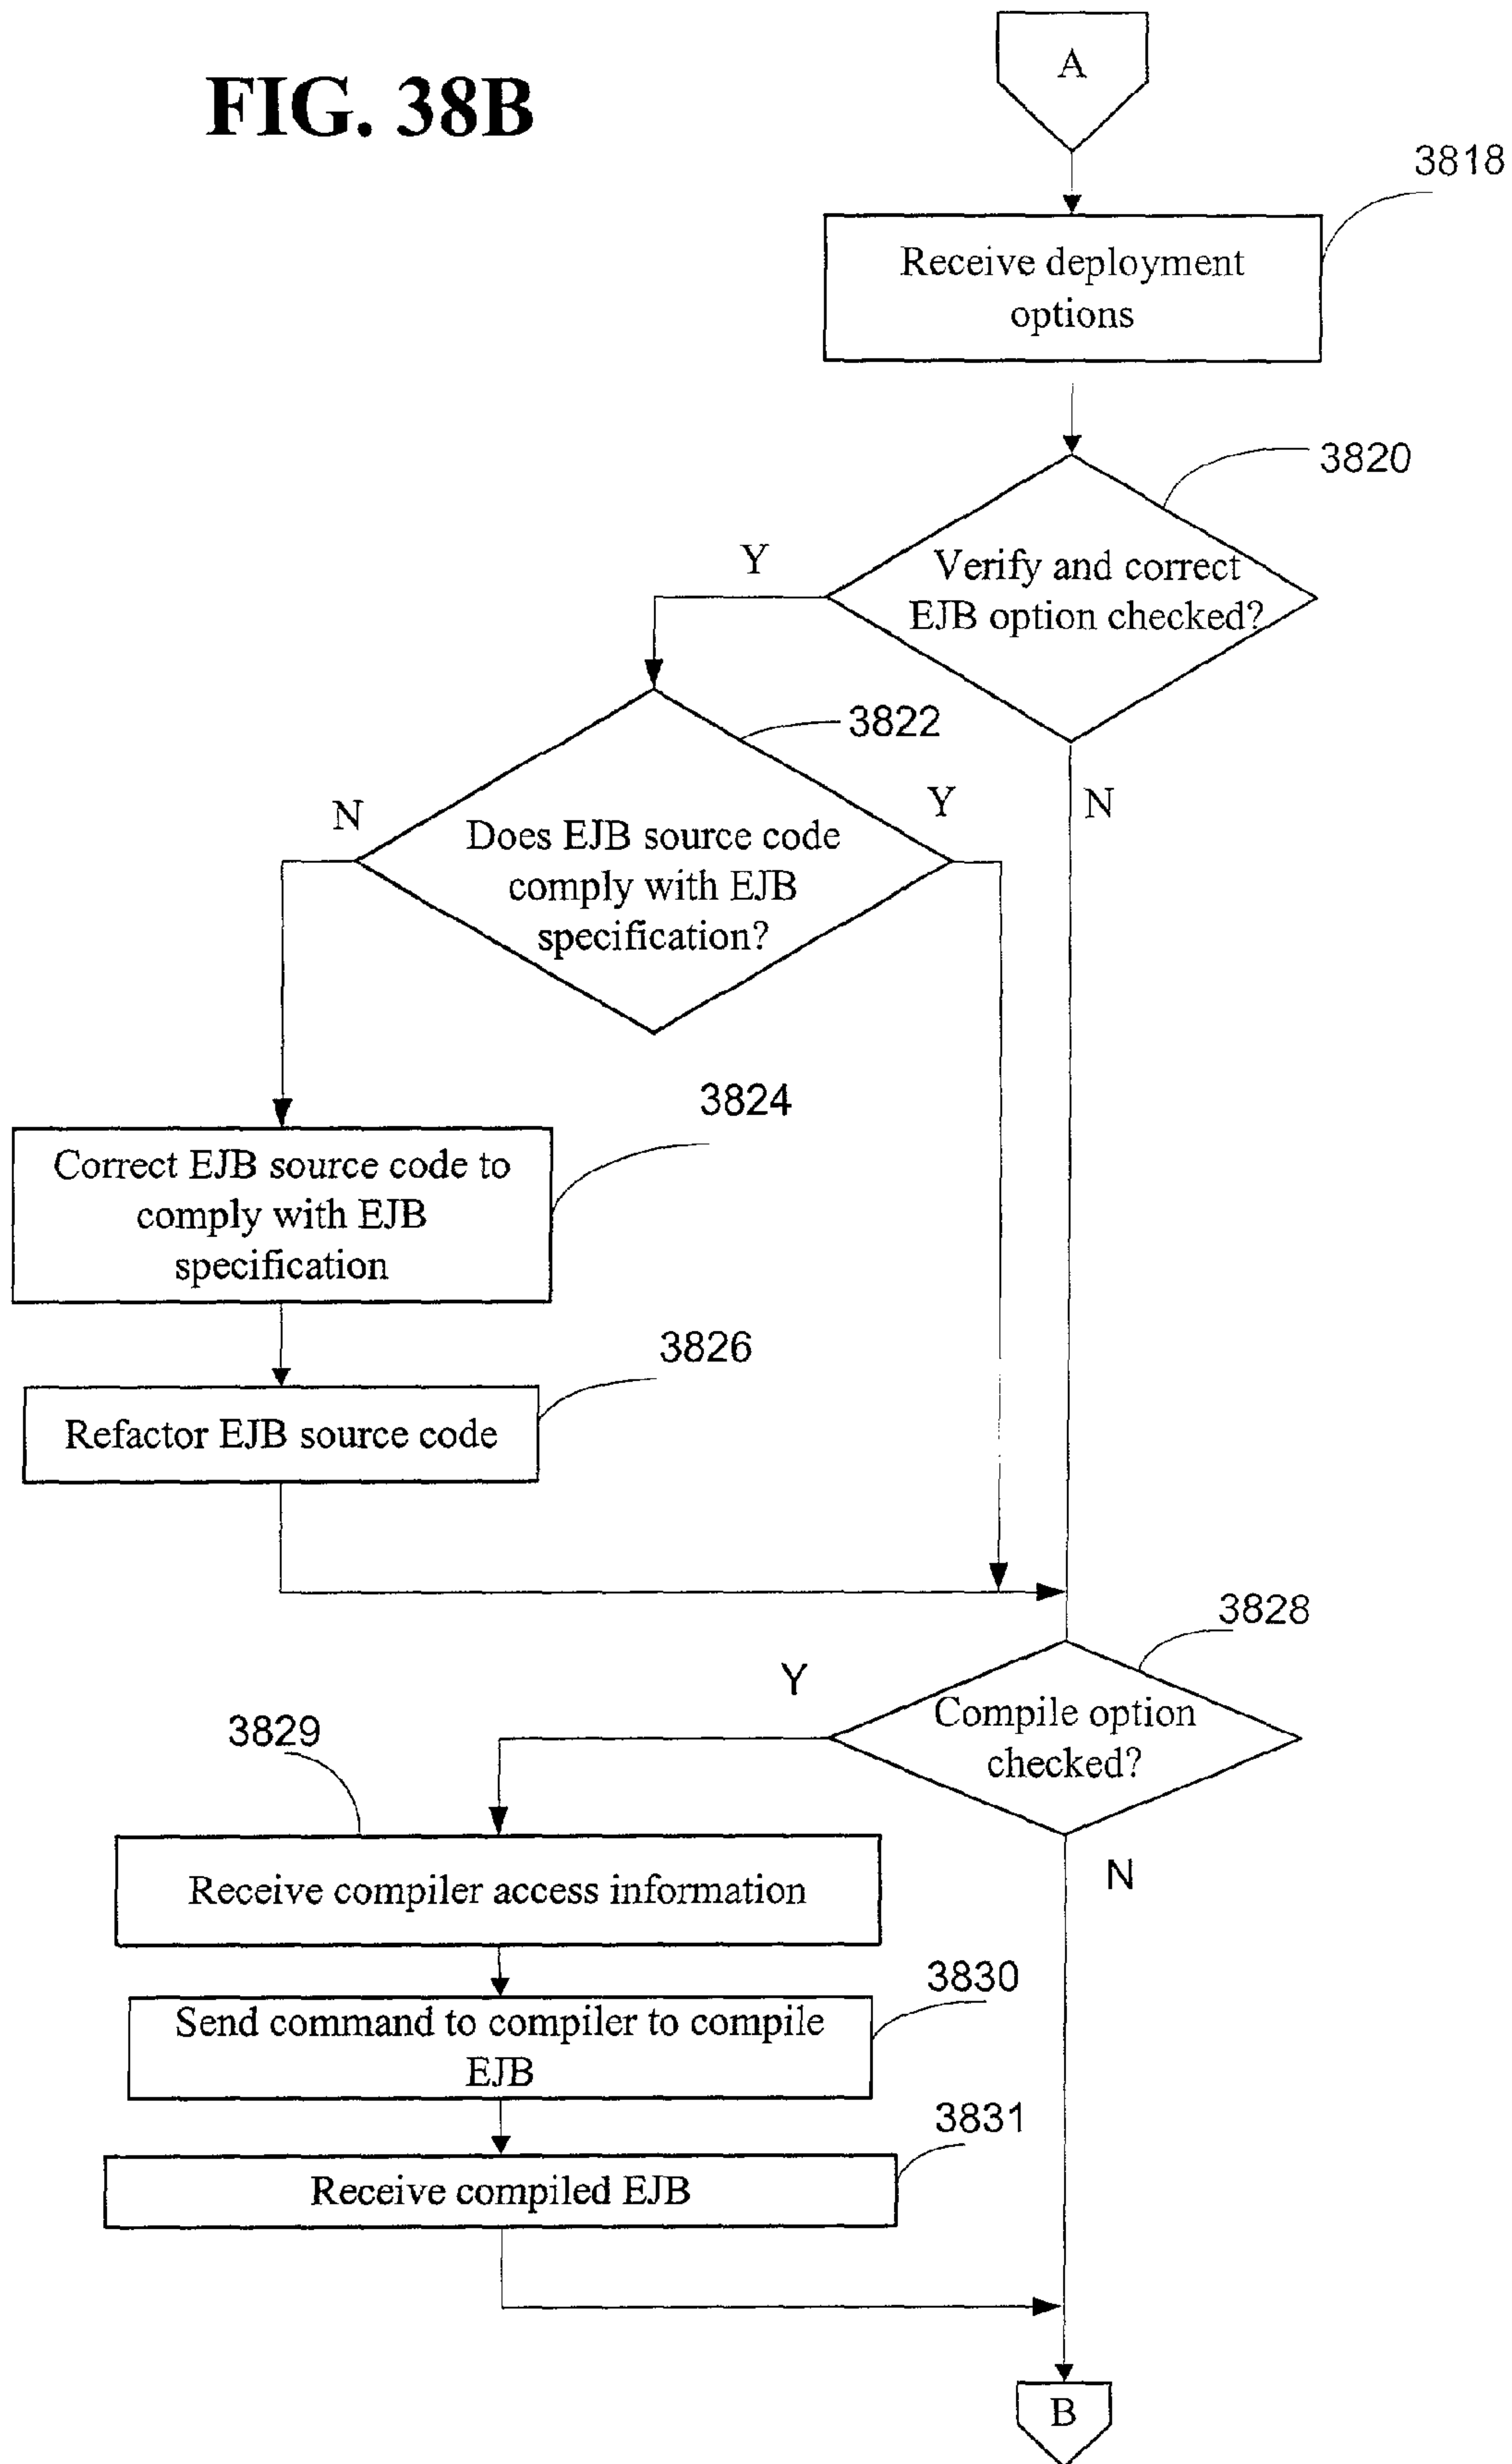 FIG. 38B
A
3818
Receive deployment
options
3820
Verify and correct
EJB option checked?
Y
N
3822
Does EJB source code
comply with EJB
specification?
N
Y
3824
Correct EJB source code to
comply with EJB
specification
3826
Refactor EJB source code
3828
Compile option
checked?
Y
N
3829
Receive compiler access information
3830
Send command to compiler to compile
EJB
3831
Receive compiled EJB
B